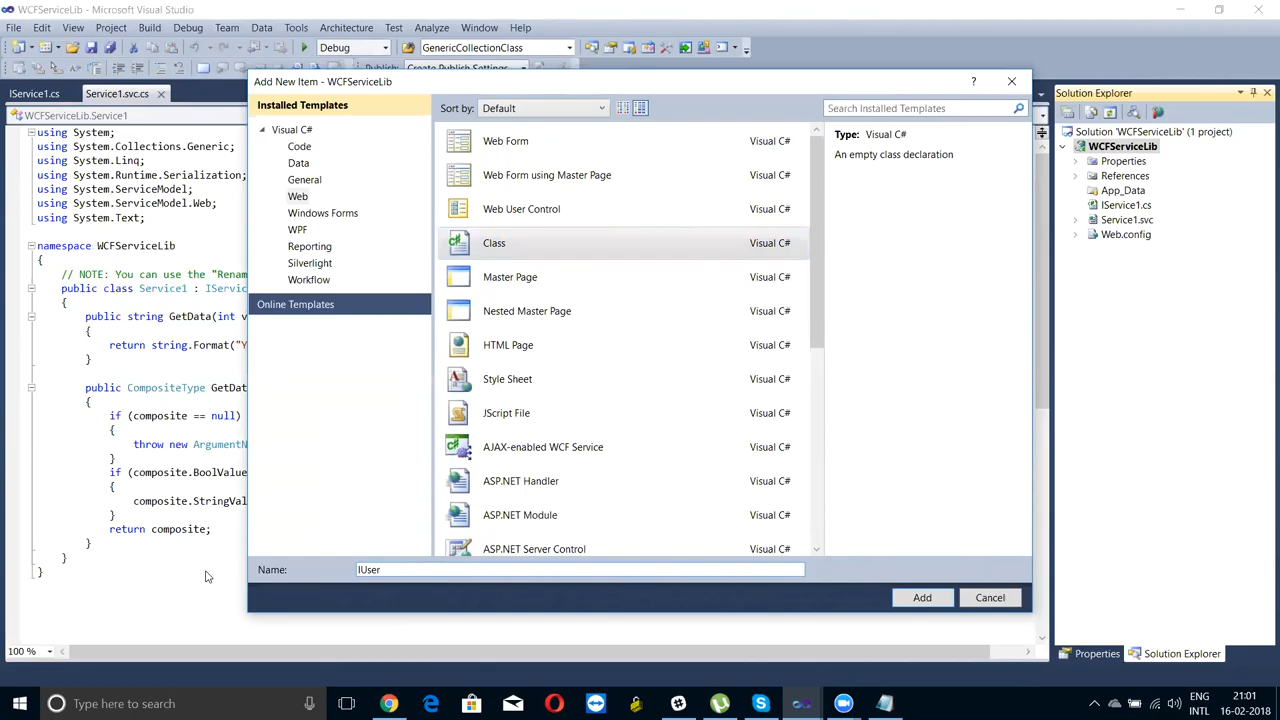 WCFServiceLib - Microsoft Visual Studio
File Edit View Project Build Debug Team Data Tools Architecture Test Analyze Window Help
Debug GenericCollectionClass
Publish: Create Publish Settings
IService1.cs Service1.svc.cs
WCFServiceLib.Service1
using System;
using System.Collections.Generic;
using System.Linq;
using System.Runtime.Serialization;
using System.ServiceModel;
using System.ServiceModel.Web;
using System.Text;
namespace WCFServiceLib
{
// NOTE: You can use the "Renam
public class Service1 : IServic
{
public string GetData(int v
{
return string.Format("Y
}
public CompositeType GetDat
{
if (composite == null)
{
throw new ArgumentN
}
if (composite.BoolValue
{
composite.StringVal
}
return composite;
}
}
}
100 %
Add New Item - WCFServiceLib
Installed Templates
Visual C#
Code
Data
General
Web
Windows Forms
WPF
Reporting
Silverlight
Workflow
Online Templates
Sort by: Default
Search Installed Templates
Web Form Visual C#
Web Form using Master Page Visual C#
Web User Control Visual C#
Class Visual C#
Master Page Visual C#
Nested Master Page Visual C#
HTML Page Visual C#
Style Sheet Visual C#
JScript File Visual C#
AJAX-enabled WCF Service Visual C#
ASP.NET Handler Visual C#
ASP.NET Module Visual C#
ASP.NET Server Control Visual C#
Type: Visual C#
An empty class declaration
Name: IUser
Add Cancel
Solution Explorer
Solution 'WCFServiceLib' (1 project)
WCFServiceLib
Properties
References
App_Data
IService1.cs
Service1.svc
Web.config
Properties Solution Explorer
Type here to search
ENG
INTL
21:01
16-02-2018